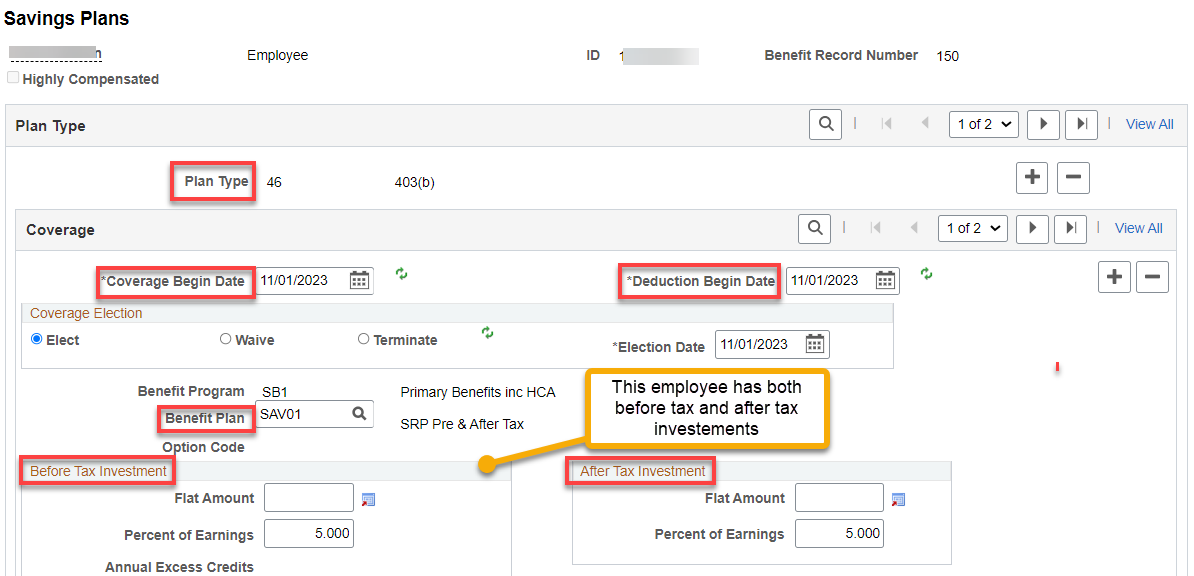 Savings Plans
Employee ID Benefit Record Number 150
Highly Compensated
Plan Type 1 of 2 View All
Plan Type 46 403(b)
Coverage 1 of 2 View All
*Coverage Begin Date 11/01/2023 *Deduction Begin Date 11/01/2023
Coverage Election
Elect Waive Terminate *Election Date 11/01/2023
Benefit Program SB1 Primary Benefits inc HCA
Benefit Plan SAV01 SRP Pre & After Tax
Option Code
This employee has both
before tax and after tax
investements
Before Tax Investment After Tax Investment
Flat Amount Flat Amount
Percent of Earnings 5.000 Percent of Earnings 5.000
Annual Excess Credits